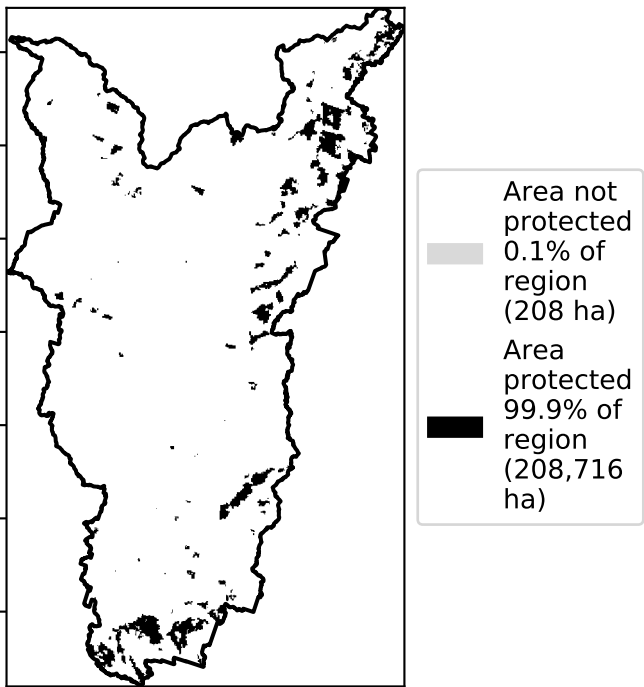 Area not
protected
0.1% of
region
(208 ha)
Area
protected
99.9% of
region
(208,716
ha)